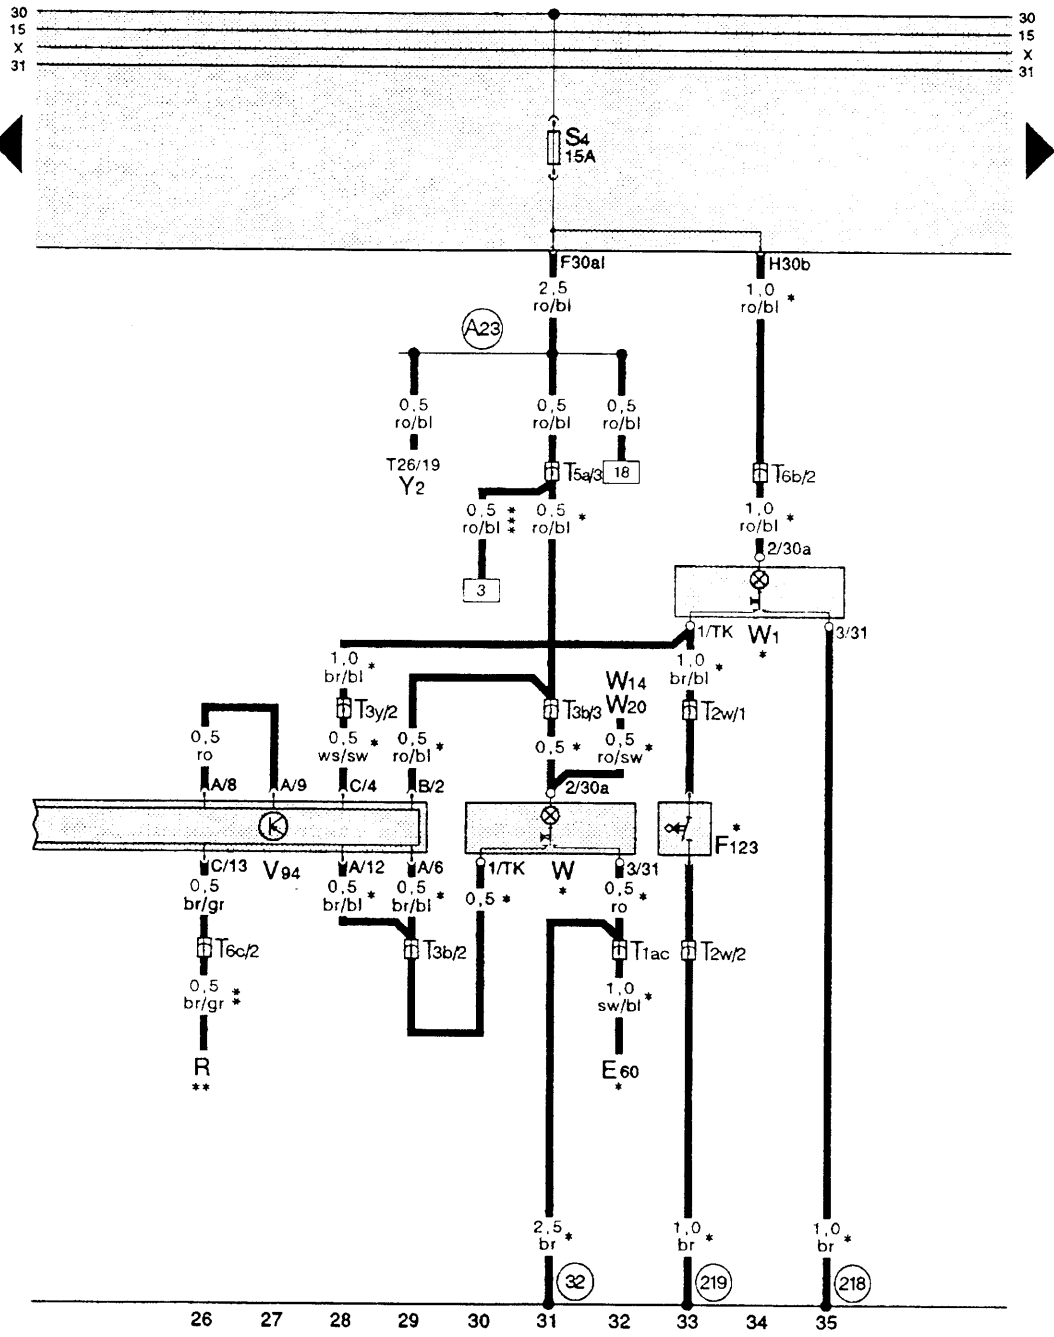 30 30
15 15
X X
31 31
S4
15A
F30al H30b
2,5 1,0
ro/bl ro/bl *
A23
0,5 0,5 0,5
ro/bl ro/bl ro/bl
T26/19 T5a/3 18 T6b/2
Y2
0,5 * 0,5 1,0
ro/bl * ro/bl * ro/bl *
*
2/30a
3
1/TK W1 3/31
*
1,0 1,0
br/bl * br/bl *
W14
W20
T3y/2 T3b/3 T2w/1
0,5 0,5 0,5 0,5 * 0,5
ro ws/sw * ro/bl * ro/sw *
A/8 A/9 C/4 B/2 2/30a
*
F123
C/13 V94 A/12 A/6 1/TK W 3/31
*
0,5 0,5 0,5 0,5 * 0,5
br/gr br/bl * br/bl * ro *
T6c/2 T3b/2 T1ac T2w/2
0,5 * 1,0
br/gr * sw/bl *
R E60
** *
2,5 1,0 1,0
br * br * br *
32 219 218
26 27 28 29 30 31 32 33 34 35